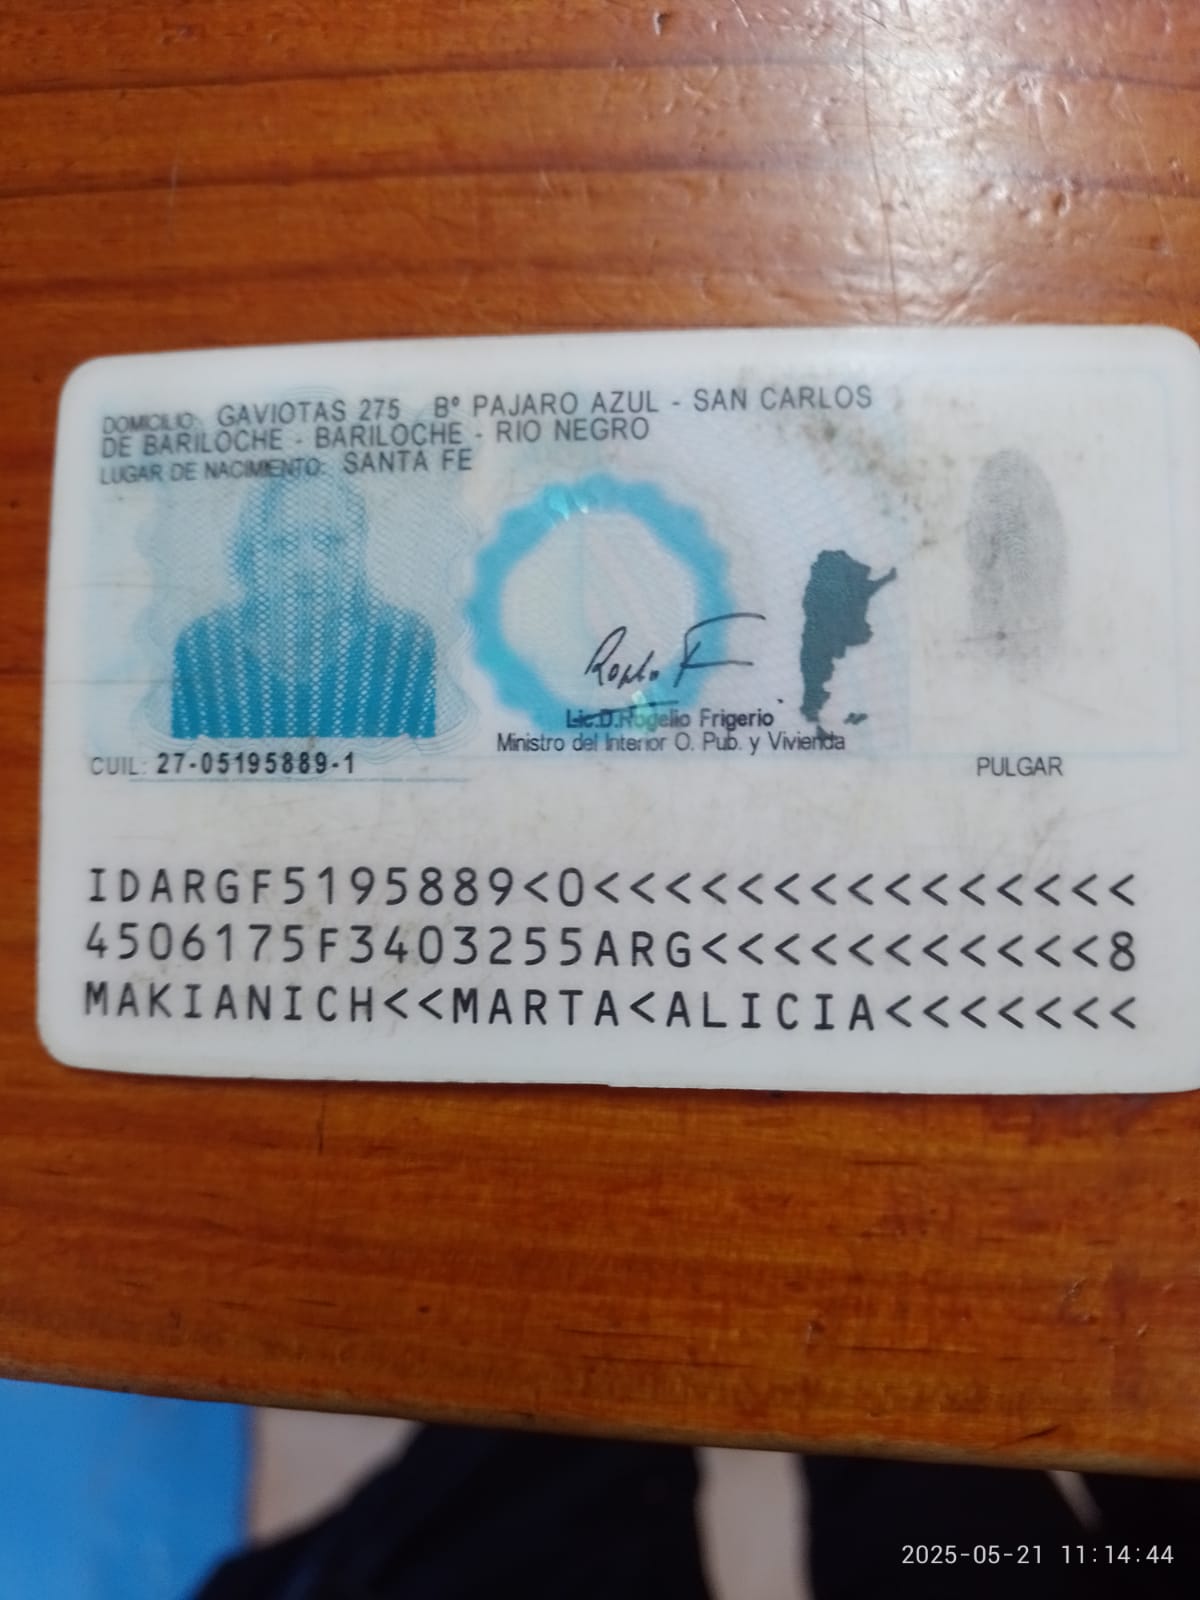 DOMICILIO: GAVIOTAS 275 Bº PAJARO AZUL - SAN CARLOS
DE BARILOCHE - BARILOCHE - RIO NEGRO
LUGAR DE NACIMIENTO: SANTA FE
Lic.D.Rogelio Frigerio
Ministro del Interior O. Pub. y Vivienda
CUIL: 27-05195889-1
PULGAR
IDARGF5195889<0<<<<<<<<<<<<<<<
4506175F3403255ARG<<<<<<<<<<<8
MAKIANICH<<MARTA<ALICIA<<<<<<<
2025-05-21 11:14:44